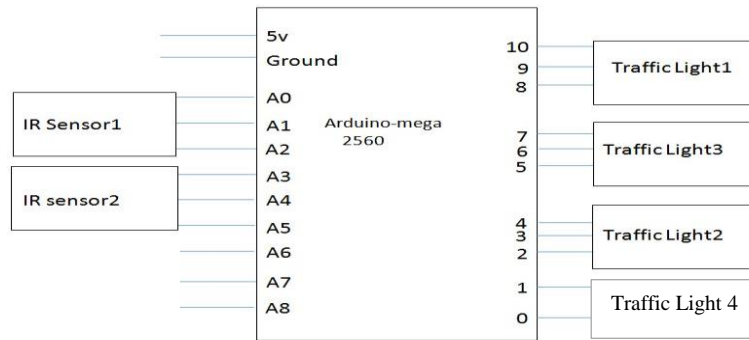 5v
Ground
IR Sensor1
A0
A1
A2
IR sensor2
A3
A4
A5
A6
A7
A8
Arduino-mega
2560
10
9
8
Traffic Light1
7
6
5
Traffic Light3
4
3
2
Traffic Light2
1
0
Traffic Light 4